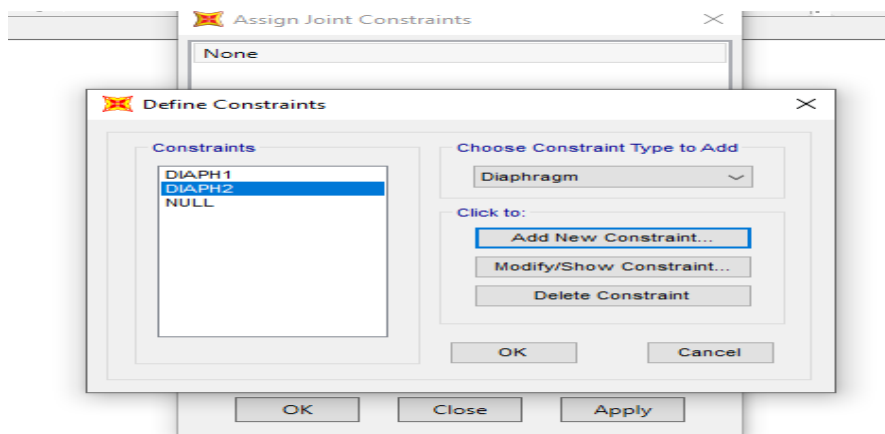 Assign Joint Constraints
None
Define Constraints
Constraints
DIAPH1
DIAPH2
NULL
Choose Constraint Type to Add
Diaphragm
Click to:
Add New Constraint...
Modify/Show Constraint...
Delete Constraint
OK Cancel
OK Close Apply